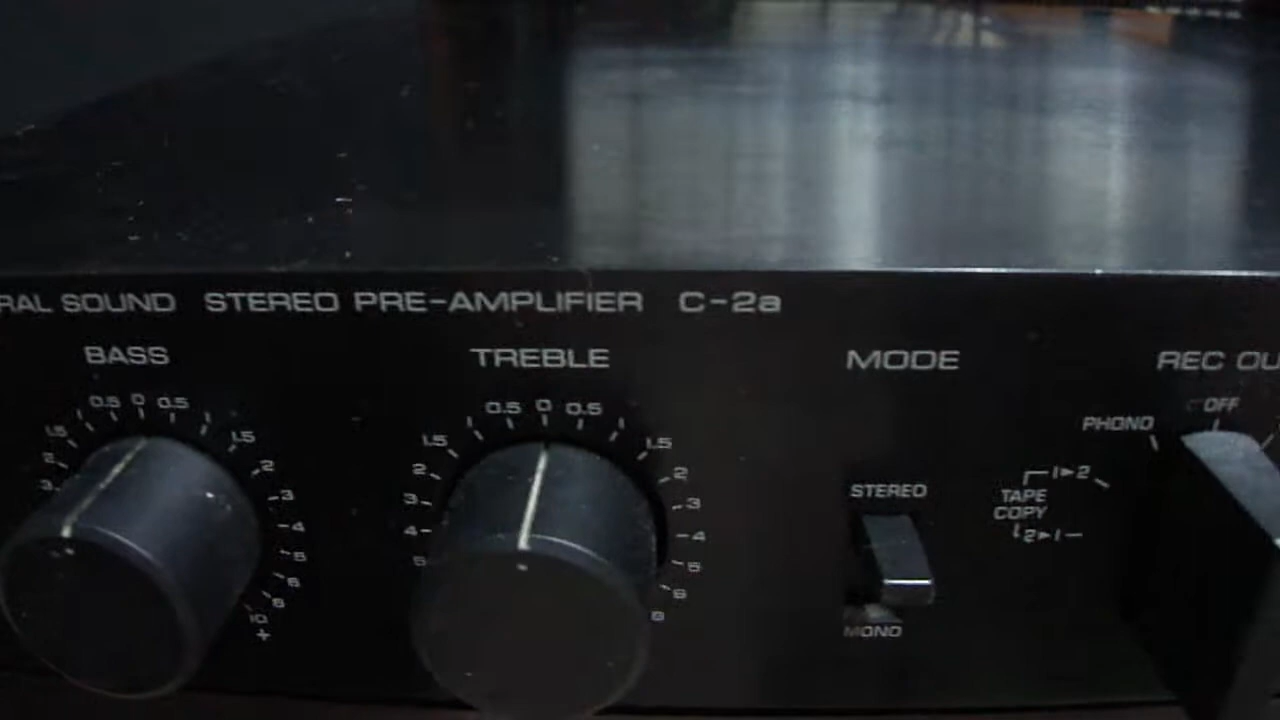 RAL SOUND STEREO PRE-AMPLIFIER C-2a
BASS TREBLE MODE REC OU
0.5 0 0.5
1.5 1.5
2 2
3 3
4
5
6
8
10
+
0.5 0 0.5
1.5 1.5
2 2
3 3
4 4
5 5
6
8
STEREO
MONO
OFF
PHONO
1▸2
TAPE
COPY
2▸1